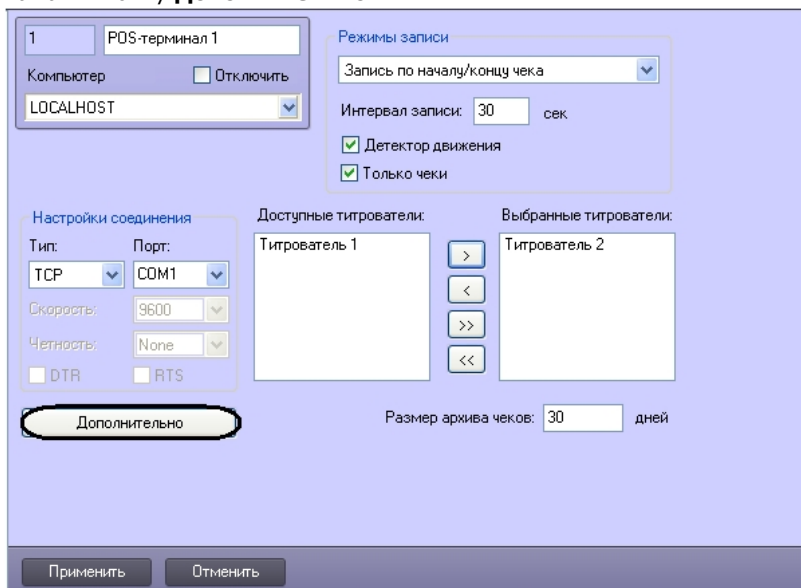 1 POS-терминал 1
Компьютер Отключить
LOCALHOST
Режимы записи
Запись по началу/концу чека
Интервал записи: 30 сек
Детектор движения
Только чеки
Настройки соединения
Тип: Порт:
TCP COM1
Скорость: 9600
Четность: None
DTR RTS
Доступные титрователи:
Титрователь 1
>
<
>>
<<
Выбранные титрователи:
Титрователь 2
Дополнительно
Размер архива чеков: 30 дней
Применить Отменить